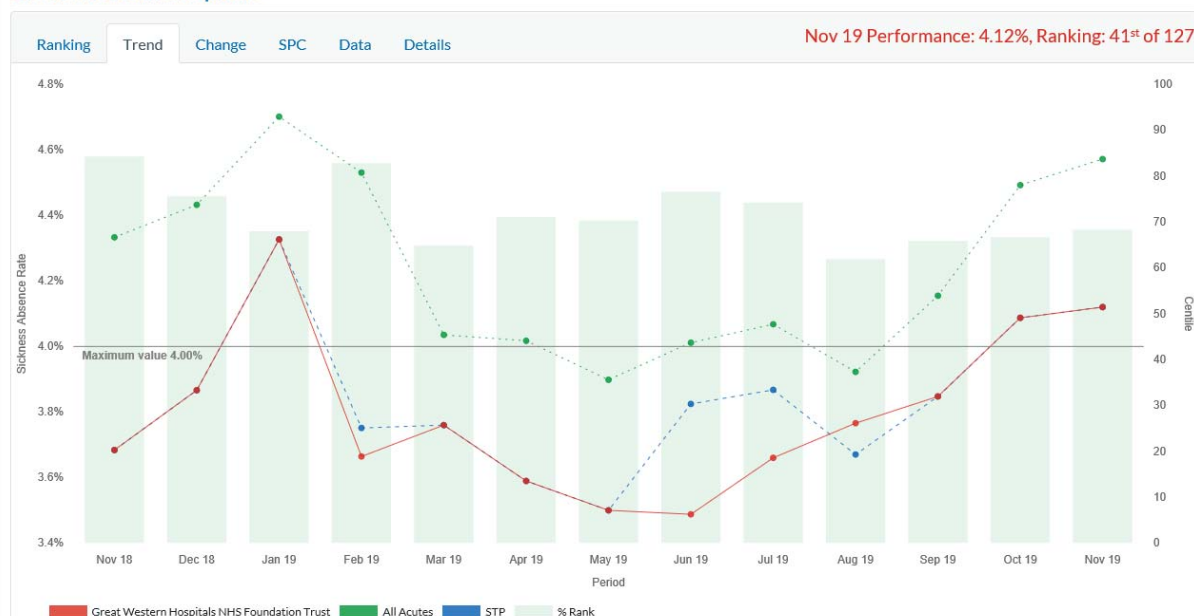 Ranking Trend Change SPC Data Details
Nov 19 Performance: 4.12%, Ranking: 41st of 127
4.8%
4.6%
4.4%
4.2%
4.0%
3.8%
3.6%
3.4%
Sickness Absence Rate
Maximum value 4.00%
100
90
80
70
60
50
40
30
20
10
0
Centile
Nov 18 Dec 18 Jan 19 Feb 19 Mar 19 Apr 19 May 19 Jun 19 Jul 19 Aug 19 Sep 19 Oct 19 Nov 19
Period
Great Western Hospitals NHS Foundation Trust All Acutes STP % Rank